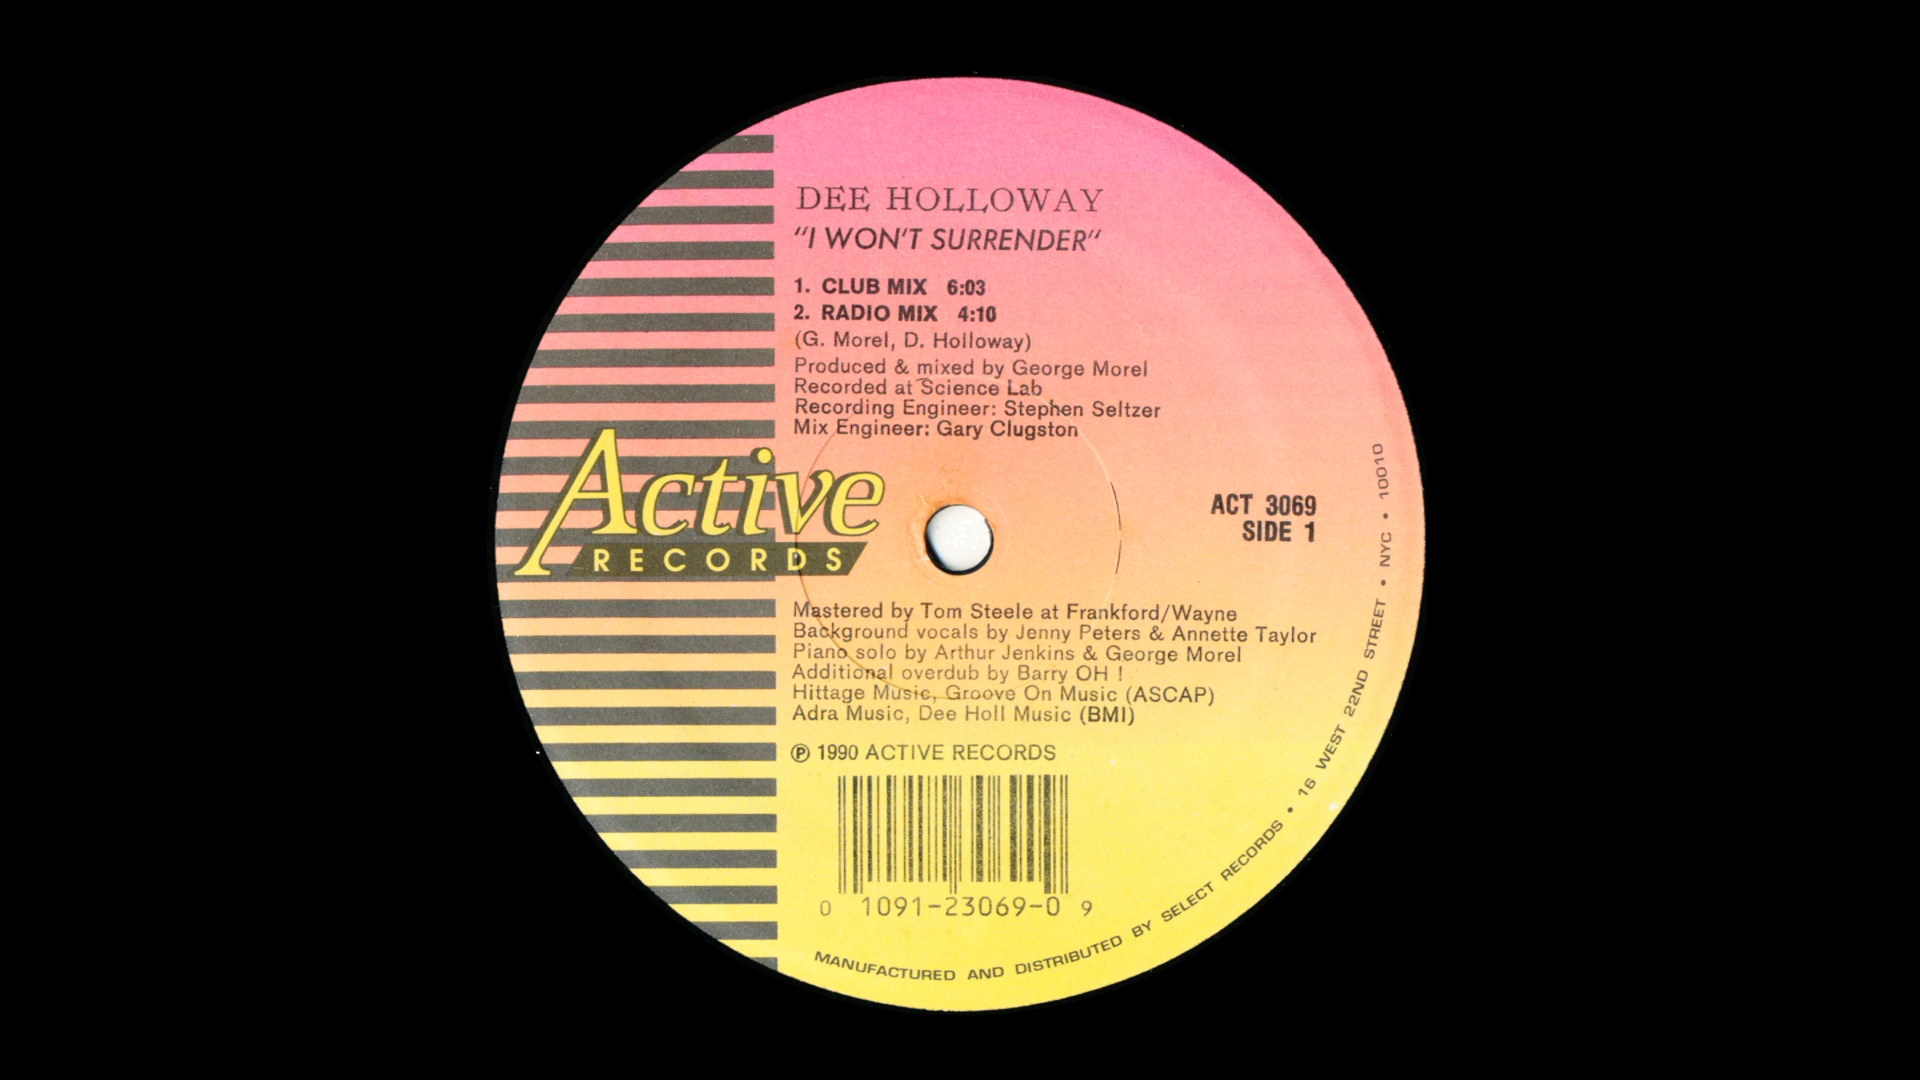 DEE HOLLOWAY
"I WON'T SURRENDER"
1. CLUB MIX 6:03
2. RADIO MIX 4:10
(G. Morel, D. Holloway)
Produced & mixed by George Morel
Recorded at Science Lab
Recording Engineer: Stephen Seltzer
Mix Engineer: Gary Clugston
Active
RECORDS
ACT 3069
SIDE 1
Mastered by Tom Steele at Frankford/Wayne
Background vocals by Jenny Peters & Annette Taylor
Piano solo by Arthur Jenkins & George Morel
Additional overdub by Barry OH !
Hittage Music, Groove On Music (ASCAP)
Adra Music, Dee Holl Music (BMI)
℗ 1990 ACTIVE RECORDS
0 1091-23069-0 9
MANUFACTURED AND DISTRIBUTED BY SELECT RECORDS • 16 WEST 22ND STREET • NYC • 10010